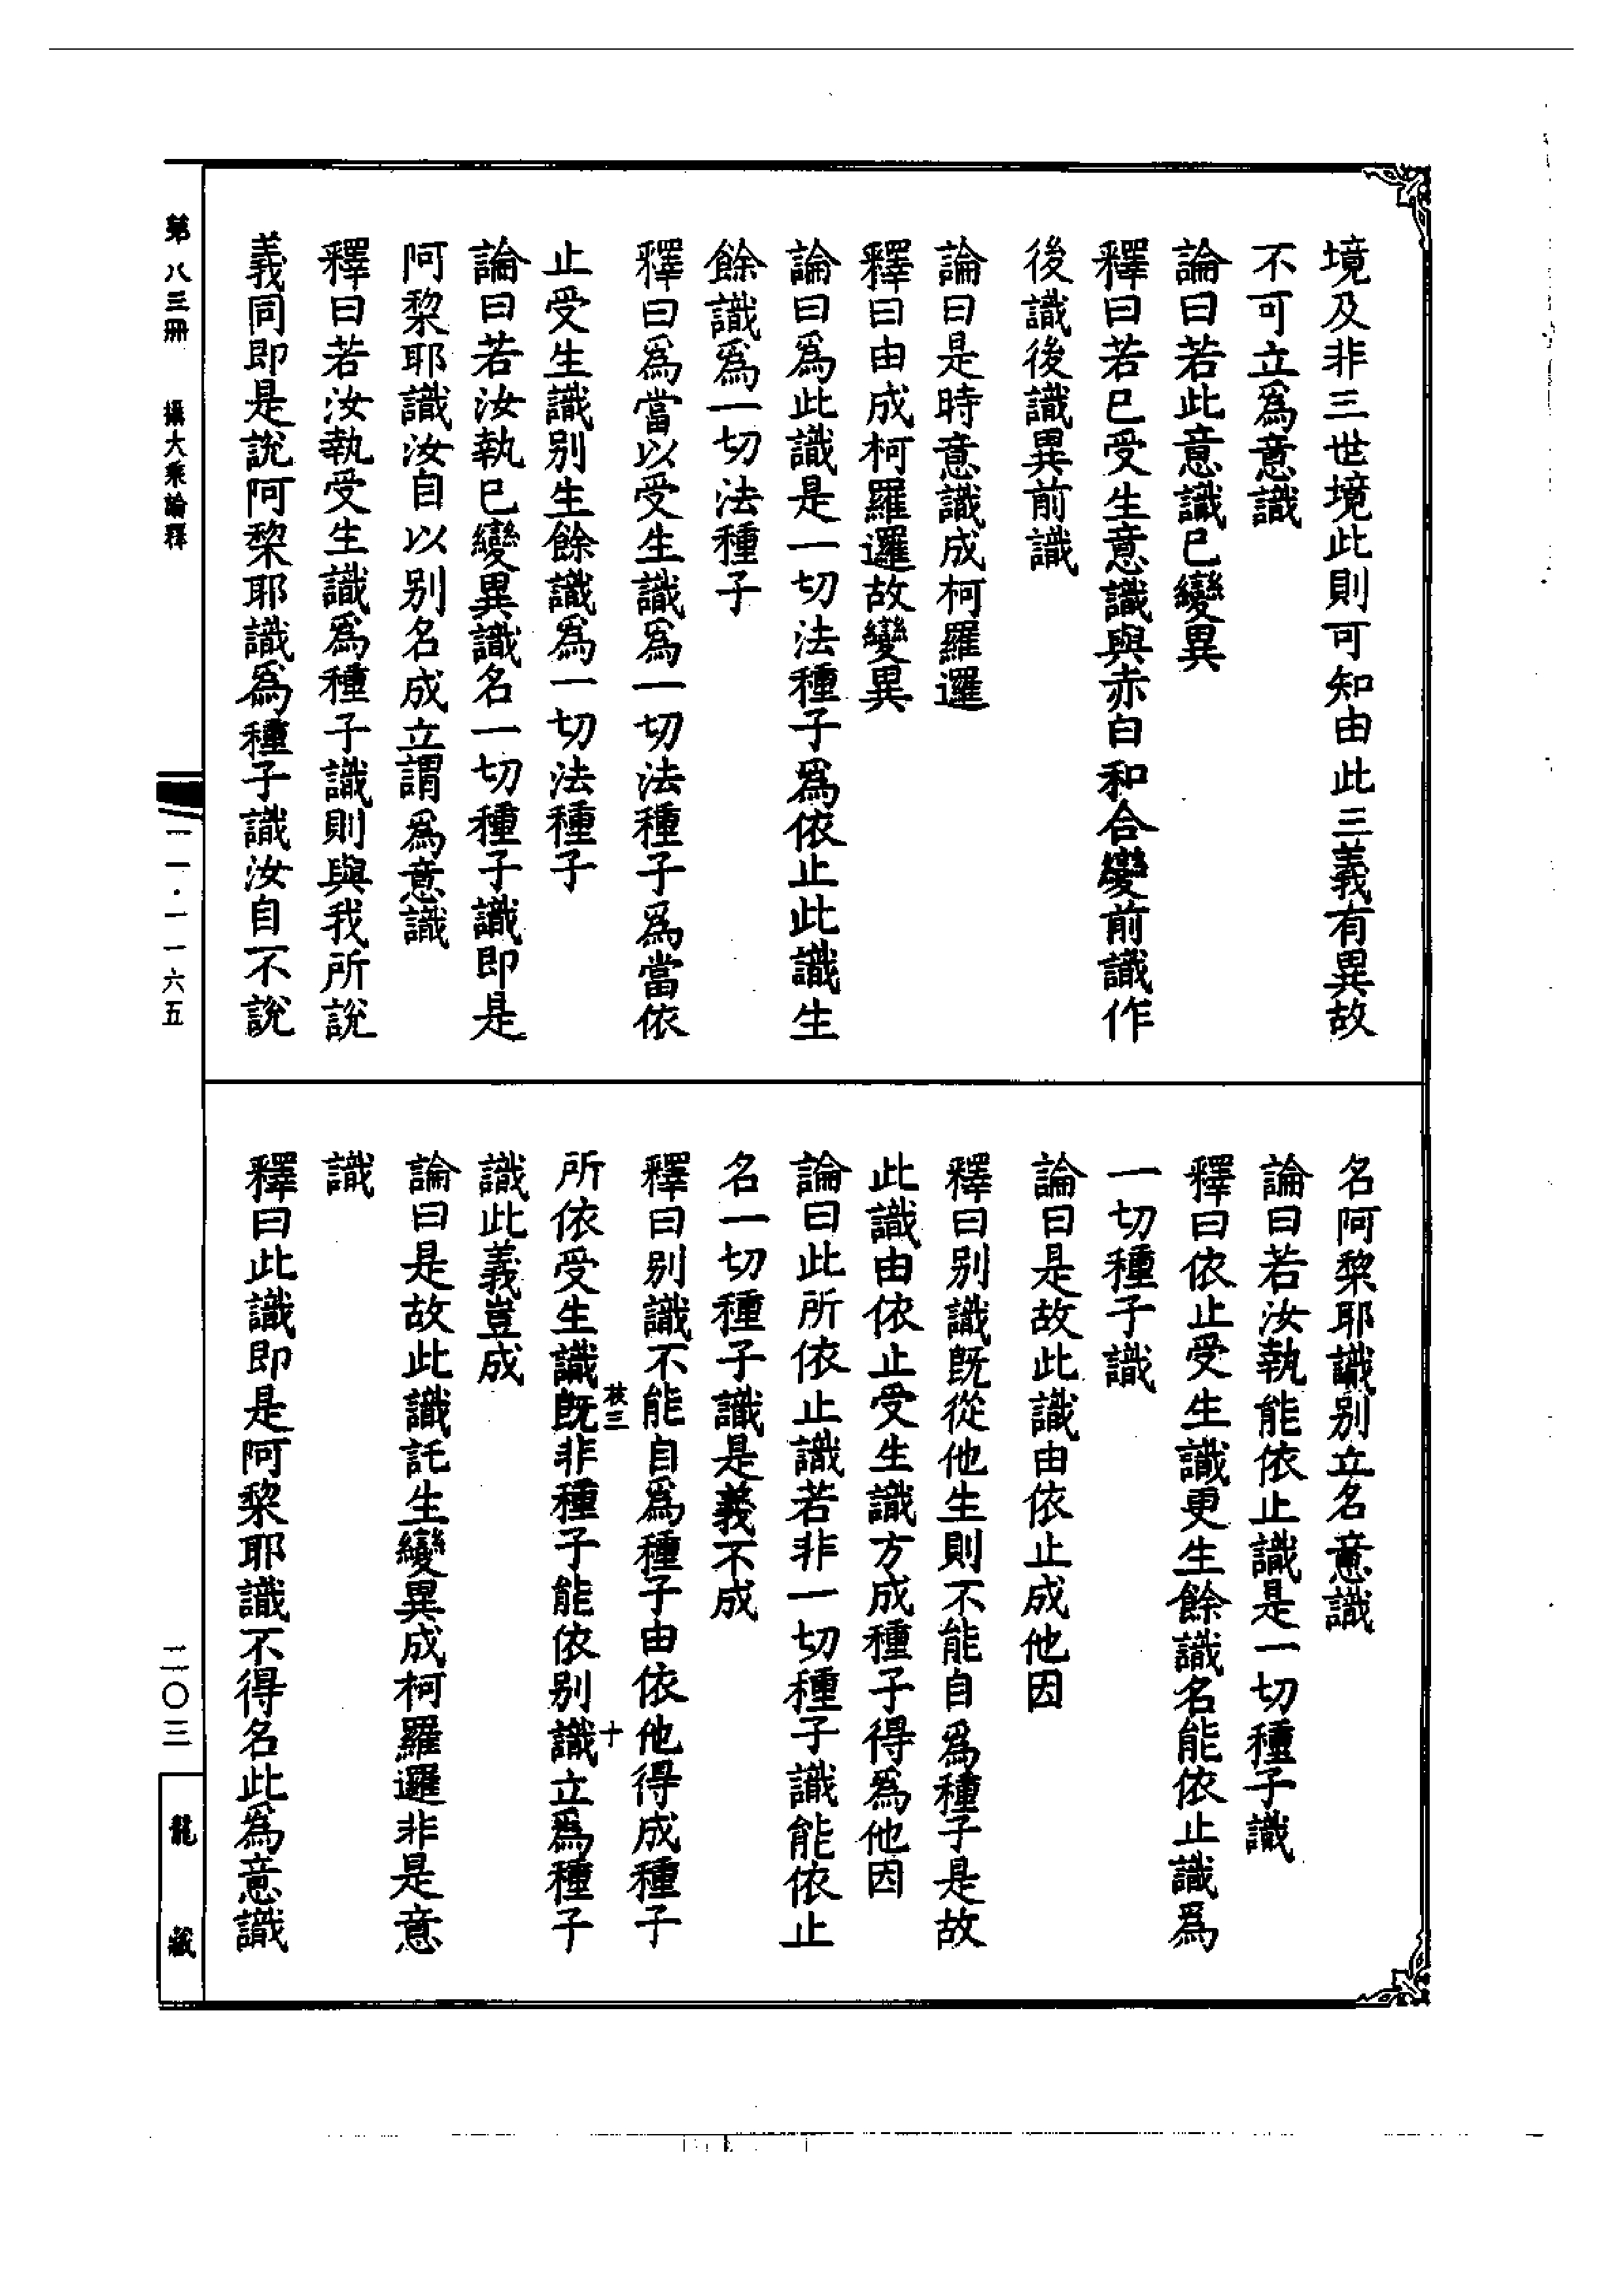 境及非三世境此則可知由此三義有異故
不可立爲意識
論曰若此意識已變異
釋曰若已受生意識與赤白和合變前識作
後識後識異前識
論曰是時意識成柯羅邏
釋曰由成柯羅邏故變異
論曰爲此識是一切法種子爲依止此識生
餘識爲一切法種子
釋曰爲當以受生識爲一切法種子爲當依
止受生識別生餘識爲一切法種子
論曰若汝執已變異識名一切種子識即是
阿棃耶識汝自以別名成立謂爲意識
釋曰若汝執受生識爲種子識則與我所說
義同即是說阿棃耶識爲種子識汝自不說
名阿棃耶識別立名意識
論曰若汝執能依止識是一切種子識
釋曰依止受生識更生餘識名能依止識爲
一切種子識
論曰是故此識由依止成他因
釋曰別識旣從他生則不能自爲種子是故
此識由依止受生識方成種子得爲他因
論曰此所依止識若非一切種子識能依止
名一切種子識是義不成
釋曰別識不能自爲種子由依他得成種子
枝三 十
所依受生識旣非種子能依別識立爲種子
識此義豈成
論曰是故此識託生變異成柯羅邏非是意
識
釋曰此識即是阿棃耶識不得名此爲意識
第八三冊 攝大乘論釋
一一·一一六五
二〇三
龍藏